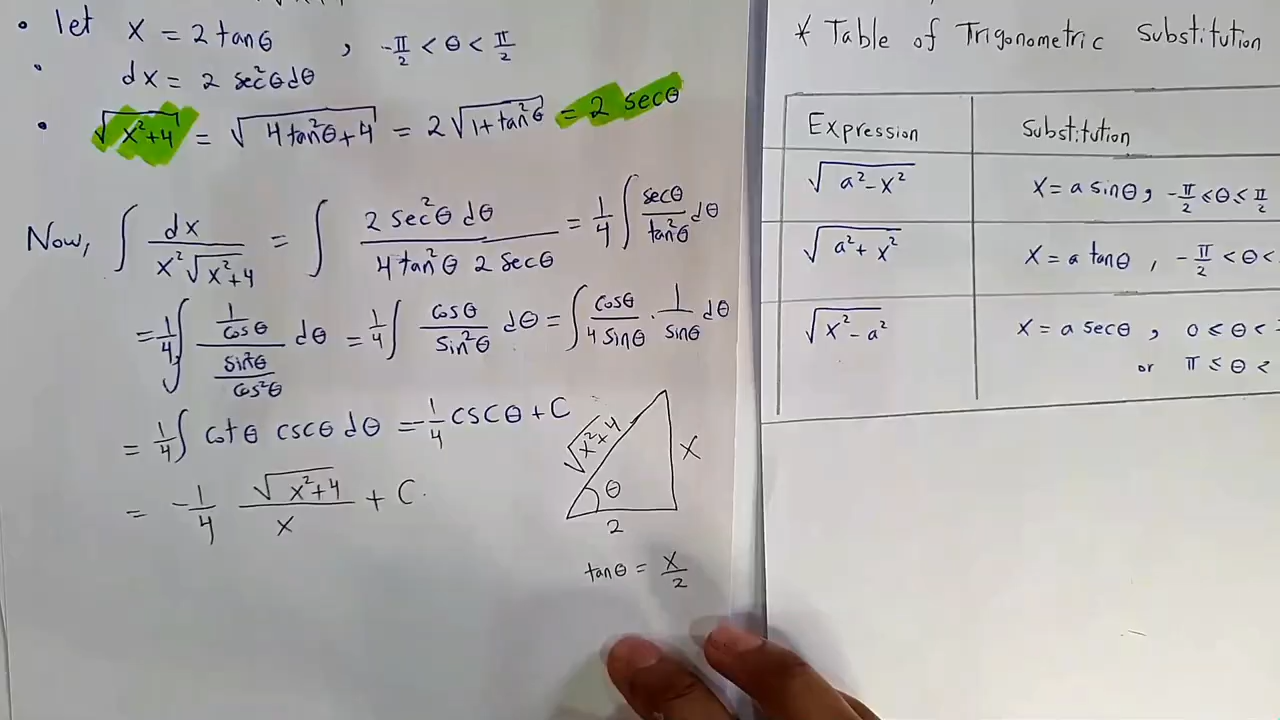 • let x = 2 tanθ , -π/2 < θ < π/2
• dx = 2 sec²θ dθ
• √(x²+4) = √(4tan²θ+4) = 2√(1+tan²θ) = 2 secθ
Now, ∫ dx / (x²√(x²+4)) = ∫ 2 sec²θ dθ / (4tan²θ 2 secθ) = 1/4 ∫ secθ/tan²θ dθ
= 1/4 ∫ (1/cosθ) / (sin²θ/cos²θ) dθ = 1/4 ∫ cosθ/sin²θ dθ = ∫ cosθ/(4 sinθ) · 1/sinθ dθ
= 1/4 ∫ cotθ cscθ dθ = -1/4 cscθ + C
= -1/4 √(x²+4)/x + C.
√(x²+4)
x
θ
2
tanθ = x/2
* Table of Trigonometric Substitution
Expression Substitution
√(a²-x²) x = a sinθ, -π/2 ≤ θ ≤ π/2
√(a²+x²) x = a tanθ , -π/2 < θ <
√(x²-a²) x = a secθ , 0 ≤ θ <
or π ≤ θ <